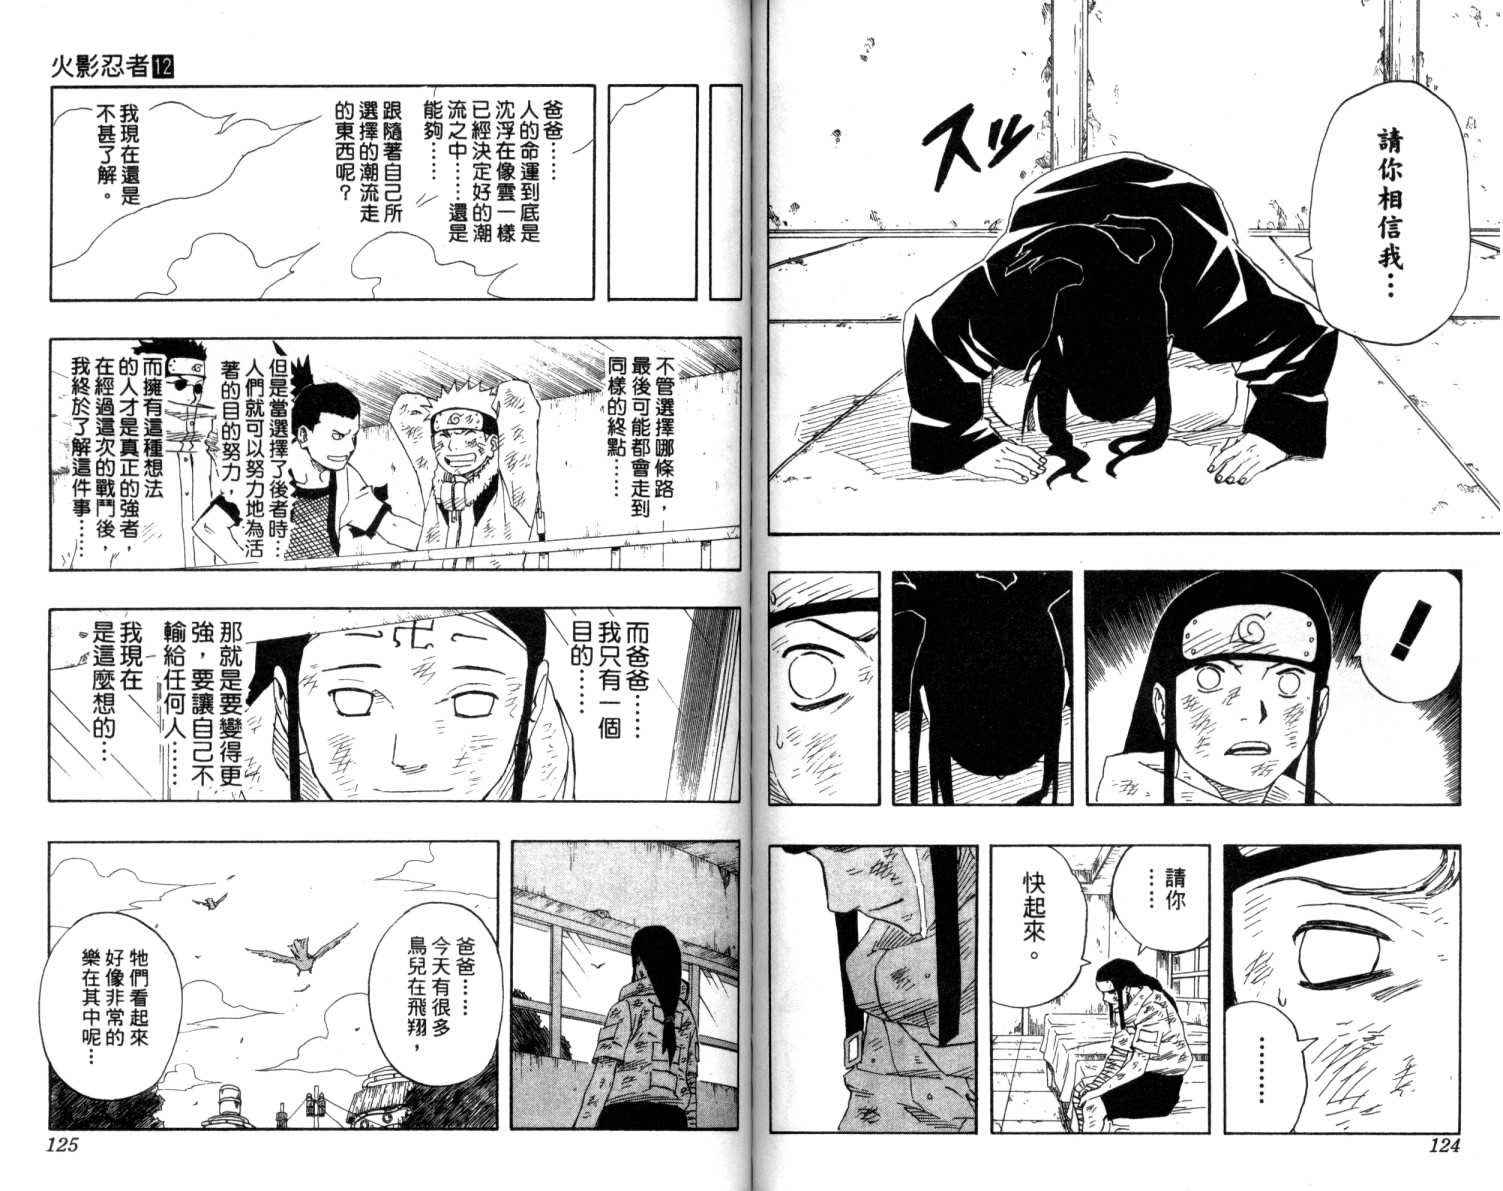 請你相信我…
スッ
！
………
請你
……
快起來。
124
火影忍者12
爸爸……
人的命運到底是
沈浮在像雲一樣
已經決定好的潮
流之中……還是
能夠……
跟隨著自己所
選擇的潮流走
的東西呢？
我現在還是
不甚了解。
不管選擇哪條路，
最後可能都會走到
同樣的終點……
但是當選擇了後者時…
人們就可以努力地為活
著的目的努力，
而擁有這種想法
的人才是真正的強者，
在經過這次的戰鬥後，
我終於了解這件事……
而爸爸……
我只有一個
目的……
那就是要變得更
強，要讓自己不
輸給任何人……
我現在
是這麼想的…
爸爸……
今天有很多
鳥兒在飛翔，
牠們看起來
好像非常的
樂在其中呢…
125